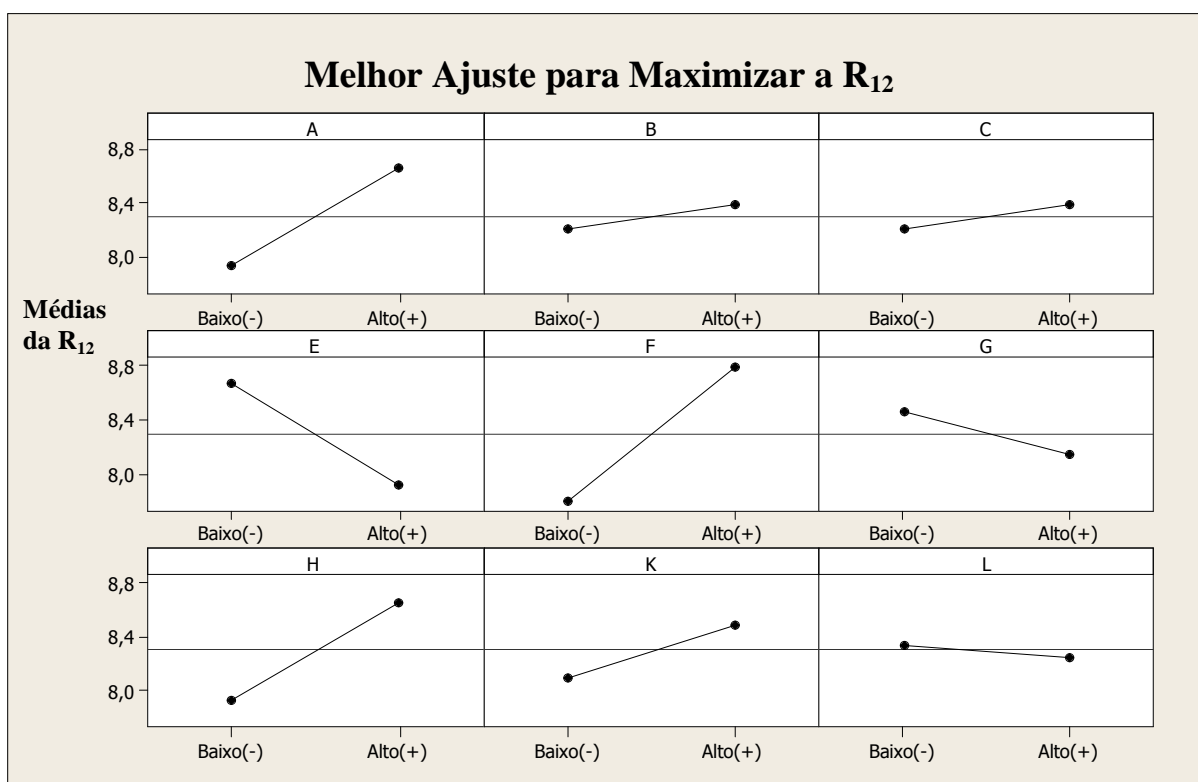 Melhor Ajuste para Maximizar a R12
A B C
8,8
8,4
8,0
Baixo(-) Alto(+) Baixo(-) Alto(+) Baixo(-) Alto(+)
Médias
da R12
E F G
8,8
8,4
8,0
Baixo(-) Alto(+) Baixo(-) Alto(+) Baixo(-) Alto(+)
H K L
8,8
8,4
8,0
Baixo(-) Alto(+) Baixo(-) Alto(+) Baixo(-) Alto(+)